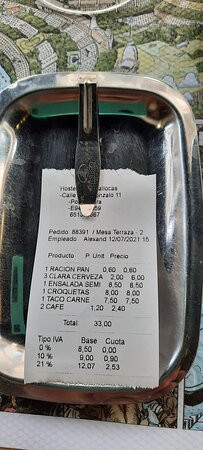 Pedido: 88391 / Mesa Terraza - 2
Empleado: Alexand 12/07/2021 15
Producto P. Unit Precio
1 RACION PAN 0,60 0,60
3 CLARA CERVEZA 2,00 6,00
1 ENSALADA SEMI 8,50 8,50
1 CROQUETAS 8,00 8,00
1 TACO CARNE 7,50 7,50
2 CAFE 1,20 2,40
Total: 33,00
Tipo IVA Base Cuota
0 % 8,50 0,00
10 % 9,00 0,90
21 % 12,07 2,53